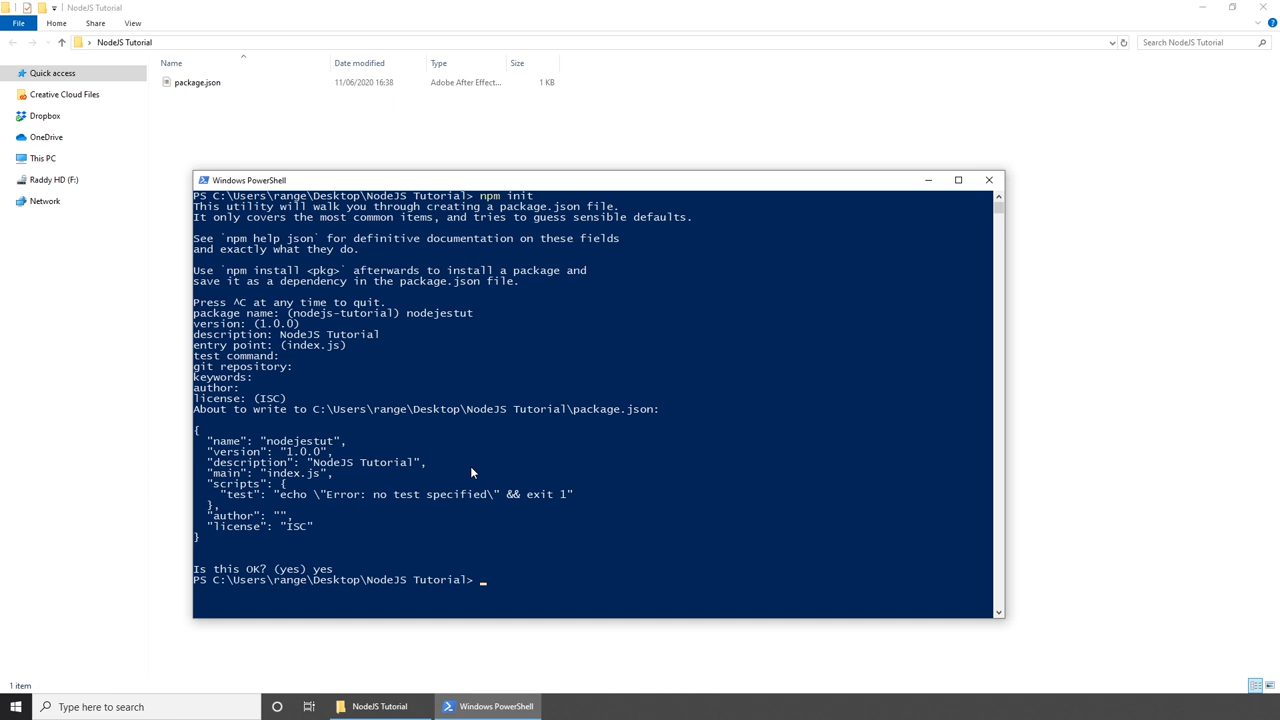 NodeJS Tutorial
File Home Share View
NodeJS Tutorial
Search NodeJS Tutorial
Name Date modified Type Size
Quick access
package.json 11/06/2020 16:38 Adobe After Effect... 1 KB
Creative Cloud Files
Dropbox
OneDrive
This PC
Raddy HD (F:)
Network
Windows PowerShell
PS C:\Users\range\Desktop\NodeJS Tutorial> npm init
This utility will walk you through creating a package.json file.
It only covers the most common items, and tries to guess sensible defaults.
See `npm help json` for definitive documentation on these fields
and exactly what they do.
Use `npm install <pkg>` afterwards to install a package and
save it as a dependency in the package.json file.
Press ^C at any time to quit.
package name: (nodejs-tutorial) nodejestut
version: (1.0.0)
description: NodeJS Tutorial
entry point: (index.js)
test command:
git repository:
keywords:
author:
license: (ISC)
About to write to C:\Users\range\Desktop\NodeJS Tutorial\package.json:
{
"name": "nodejestut",
"version": "1.0.0",
"description": "NodeJS Tutorial",
"main": "index.js",
"scripts": {
"test": "echo \"Error: no test specified\" && exit 1"
},
"author": "",
"license": "ISC"
}
Is this OK? (yes) yes
PS C:\Users\range\Desktop\NodeJS Tutorial>
1 item
Type here to search
NodeJS Tutorial
Windows PowerShell